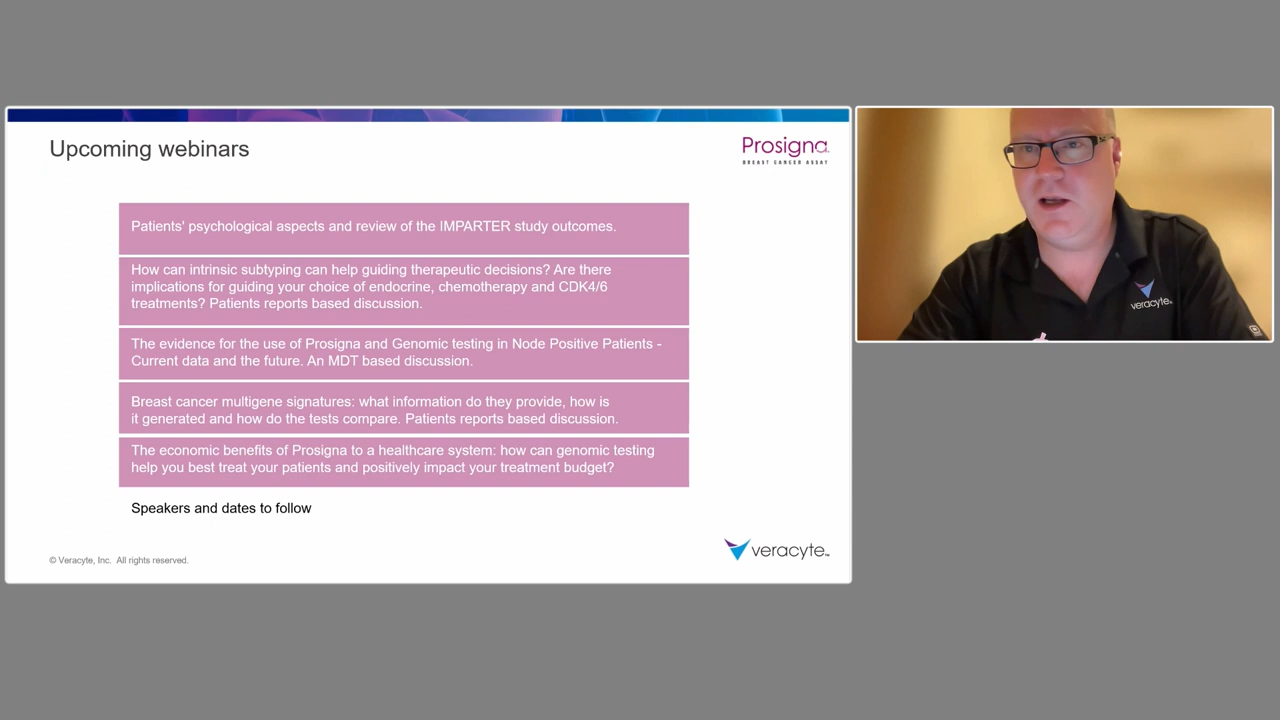 Upcoming webinars
Prosigna
BREAST CANCER ASSAY
Patients' psychological aspects and review of the IMPARTER study outcomes.
How can intrinsic subtyping can help guiding therapeutic decisions? Are there
implications for guiding your choice of endocrine, chemotherapy and CDK4/6
treatments? Patients reports based discussion.
The evidence for the use of Prosigna and Genomic testing in Node Positive Patients -
Current data and the future. An MDT based discussion.
Breast cancer multigene signatures: what information do they provide, how is
it generated and how do the tests compare. Patients reports based discussion.
The economic benefits of Prosigna to a healthcare system: how can genomic testing
help you best treat your patients and positively impact your treatment budget?
Speakers and dates to follow
© Veracyte, Inc. All rights reserved.
veracyte™
veracyte